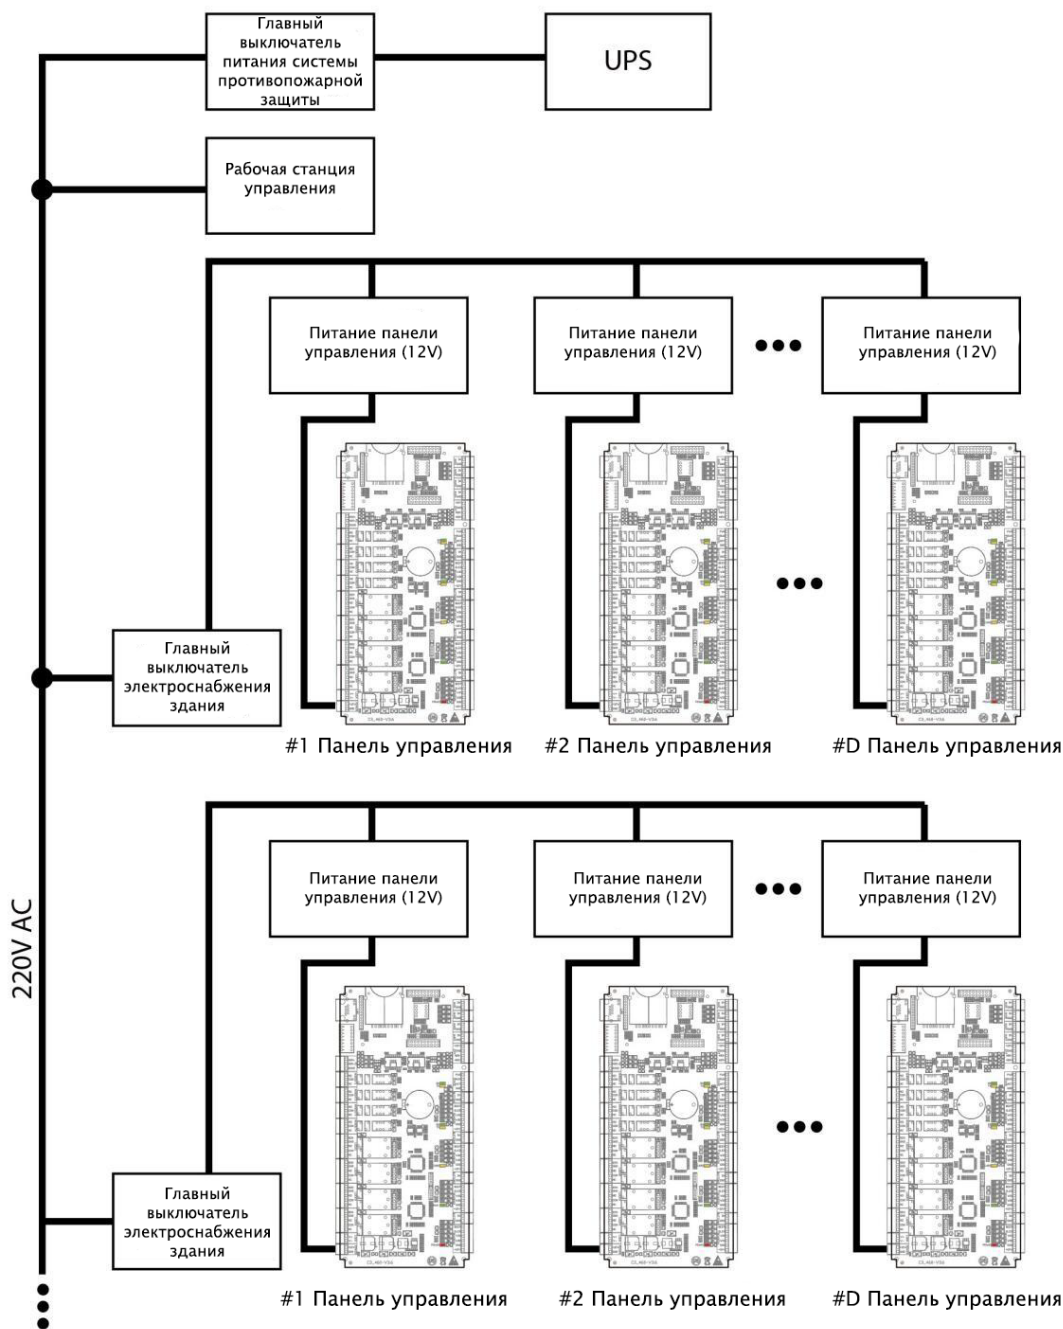 Главный
выключатель
питания системы
противопожарной
защиты
UPS
Рабочая станция
управления
Питание панели
управления (12V)
Питание панели
управления (12V)
Питание панели
управления (12V)
Главный
выключатель
электроснабжения
здания
#1 Панель управления
#2 Панель управления
#D Панель управления
220V AC
Питание панели
управления (12V)
Питание панели
управления (12V)
Питание панели
управления (12V)
Главный
выключатель
электроснабжения
здания
#1 Панель управления
#2 Панель управления
#D Панель управления